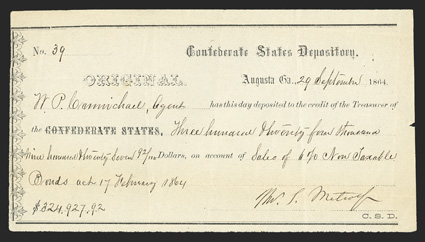 No. 39 Confederate States Depository.
ORIGINAL. Augusta Ga., 29 September 1864.
W. P. Carmichael, Agent has this day deposited to the credit of the Treasurer of
the CONFEDERATE STATES, Three hundred & twenty four thousand
nine hundred & twenty seven 92/100 Dollars, on account of Sales of 6 % Non Taxable
Bonds act 17 February 1864
$324,927.92 Tho. S. Metcalf
C. S. D.